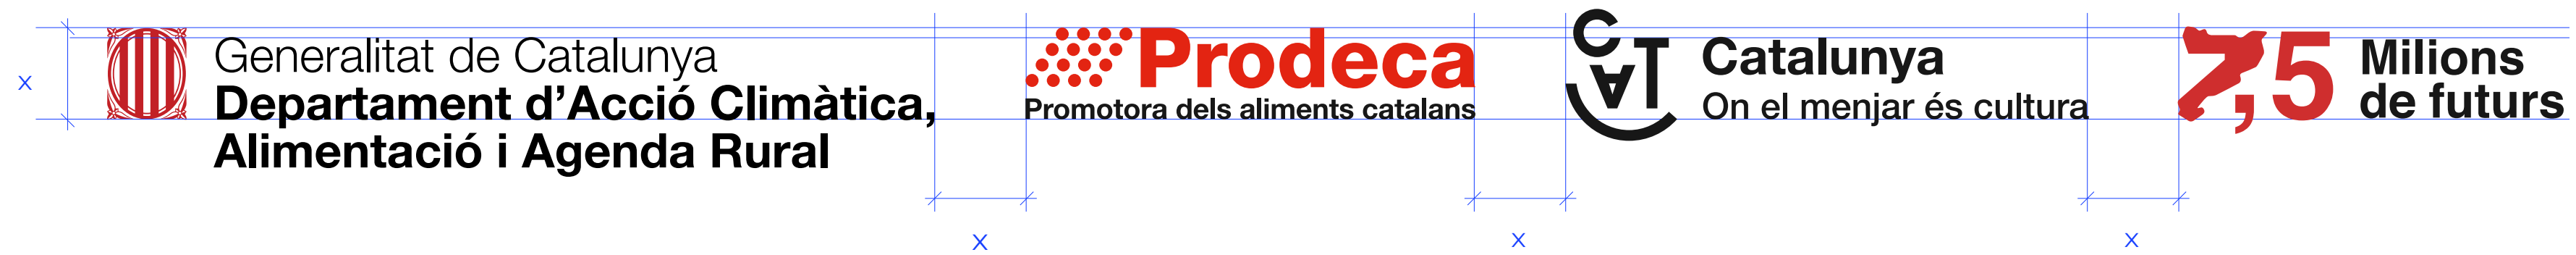 x
Generalitat de Catalunya
Departament d’Acció Climàtica,
Alimentació i Agenda Rural
Prodeca
Promotora dels aliments catalans
CAT
Catalunya
On el menjar és cultura
7,5
Milions
de futurs
x
x
x